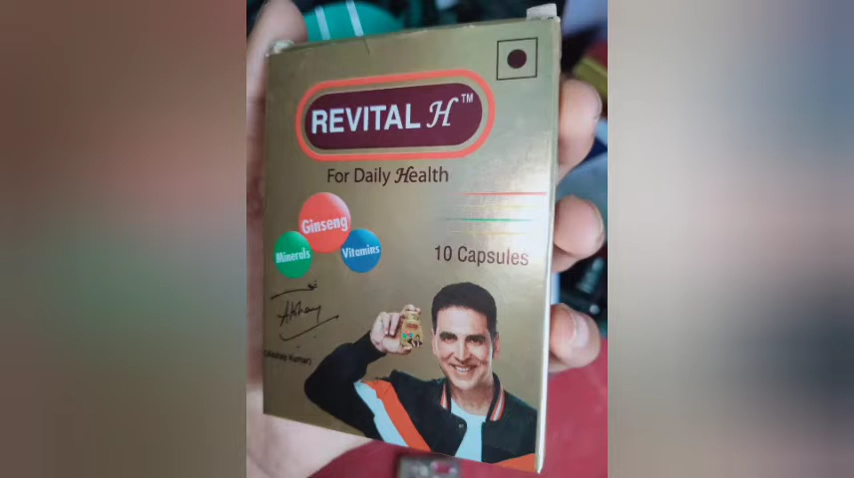 REVITAL H™
For Daily Health
Ginseng
Minerals
Vitamins
10 Capsules
(Akshay Kumar)